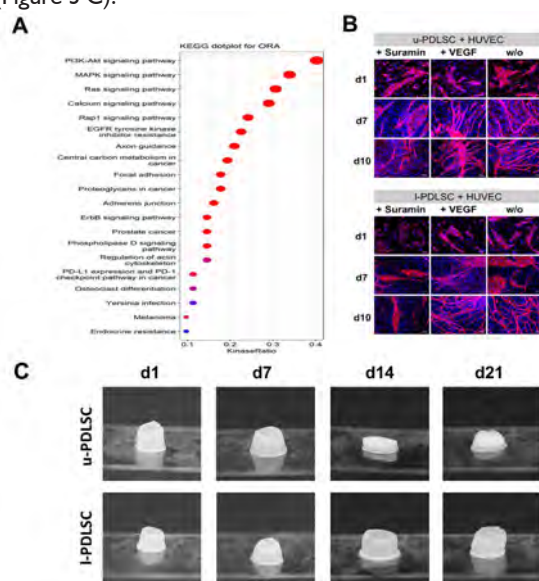 (Figure 5 C).
A
KEGG dotplot for ORA
PI3K-Akt signaling pathway
MAPK signaling pathway
Ras signaling pathway
Calcium signaling pathway
Rap1 signaling pathway
EGFR tyrosine kinase
inhibitor resistance
Axon guidance
Central carbon metabolism in
cancer
Focal adhesion
Proteoglycans in cancer
Adherens junction
ErbB signaling pathway
Prostate cancer
Phospholipase D signaling
pathway
Regulation of actin
cytoskeleton
PD-L1 expression and PD-1
checkpoint pathway in cancer
Osteoclast differentiation
Yersinia infection
Melanoma
Endocrine resistance
0.1 0.2 0.3 0.4
KinaseRatio
B
u-PDLSC + HUVEC
+ Suramin + VEGF w/o
d1
d7
d10
l-PDLSC + HUVEC
+ Suramin + VEGF w/o
d1
d7
d10
C
d1 d7 d14 d21
u-PDLSC
l-PDLSC